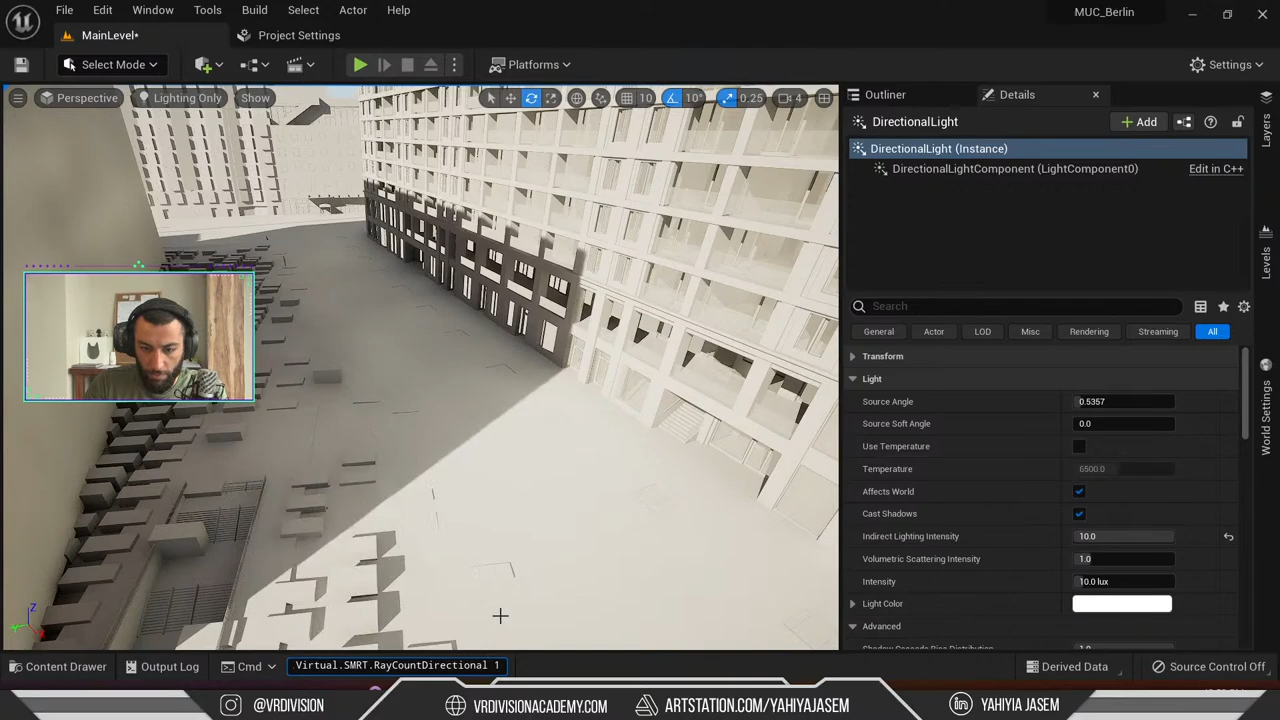 File Edit Window Tools Build Select Actor Help
MUC_Berlin
MainLevel* Project Settings
Select Mode Platforms Settings
Perspective Lighting Only Show 10 10° 0.25 4
Outliner Details
DirectionalLight Add
DirectionalLight (Instance)
DirectionalLightComponent (LightComponent0) Edit in C++
Search
General Actor LOD Misc Rendering Streaming All
Transform
Light
Source Angle 0.5357
Source Soft Angle 0.0
Use Temperature
Temperature 6500.0
Affects World
Cast Shadows
Indirect Lighting Intensity 10.0
Volumetric Scattering Intensity 1.0
Intensity 10.0 lux
Light Color
Advanced
Layers
Levels
World Settings
Z
Content Drawer Output Log Cmd Virtual.SMRT.RayCountDirectional 1 Derived Data Source Control Off
@VRDIVISION VRDIVISIONACADEMY.COM ARTSTATION.COM/YAHIYAJASEM YAHIYIA JASEM